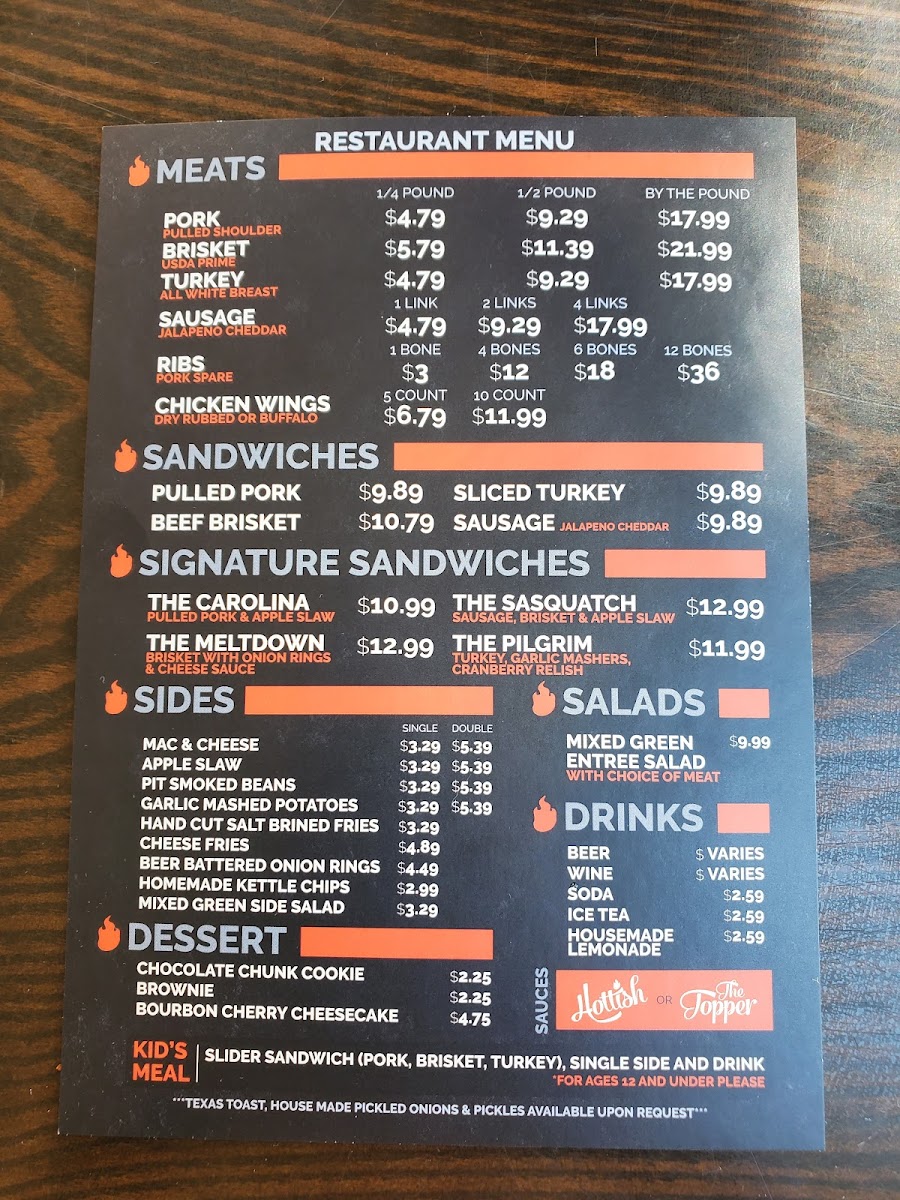 RESTAURANT MENU
MEATS
1/4 POUND 1/2 POUND BY THE POUND
PORK $4.79 $9.29 $17.99
PULLED SHOULDER
BRISKET $5.79 $11.39 $21.99
USDA PRIME
TURKEY $4.79 $9.29 $17.99
ALL WHITE BREAST
1 LINK 2 LINKS 4 LINKS
SAUSAGE $4.79 $9.29 $17.99
JALAPENO CHEDDAR
1 BONE 4 BONES 6 BONES 12 BONES
RIBS $3 $12 $18 $36
PORK SPARE
5 COUNT 10 COUNT
CHICKEN WINGS $6.79 $11.99
DRY RUBBED OR BUFFALO
SANDWICHES
PULLED PORK $9.89 SLICED TURKEY $9.89
BEEF BRISKET $10.79 SAUSAGE JALAPENO CHEDDAR $9.89
SIGNATURE SANDWICHES
THE CAROLINA $10.99 THE SASQUATCH $12.99
PULLED PORK & APPLE SLAW SAUSAGE, BRISKET & APPLE SLAW
THE MELTDOWN $12.99 THE PILGRIM $11.99
BRISKET WITH ONION RINGS TURKEY, GARLIC MASHERS,
& CHEESE SAUCE CRANBERRY RELISH
SIDES
SINGLE DOUBLE
MAC & CHEESE $3.29 $5.39
APPLE SLAW $3.29 $5.39
PIT SMOKED BEANS $3.29 $5.39
GARLIC MASHED POTATOES $3.29 $5.39
HAND CUT SALT BRINED FRIES $3.29
CHEESE FRIES $4.89
BEER BATTERED ONION RINGS $4.49
HOMEMADE KETTLE CHIPS $2.99
MIXED GREEN SIDE SALAD $3.29
DESSERT
CHOCOLATE CHUNK COOKIE $2.25
BROWNIE $2.25
BOURBON CHERRY CHEESECAKE $4.75
SALADS
MIXED GREEN $9.99
ENTREE SALAD
WITH CHOICE OF MEAT
DRINKS
BEER $ VARIES
WINE $ VARIES
SODA $2.59
ICE TEA $2.59
HOUSEMADE $2.59
LEMONADE
SAUCES
Hottish OR The Topper
KID'S
MEAL
SLIDER SANDWICH (PORK, BRISKET, TURKEY), SINGLE SIDE AND DRINK
*FOR AGES 12 AND UNDER PLEASE
***TEXAS TOAST, HOUSE MADE PICKLED ONIONS & PICKLES AVAILABLE UPON REQUEST***